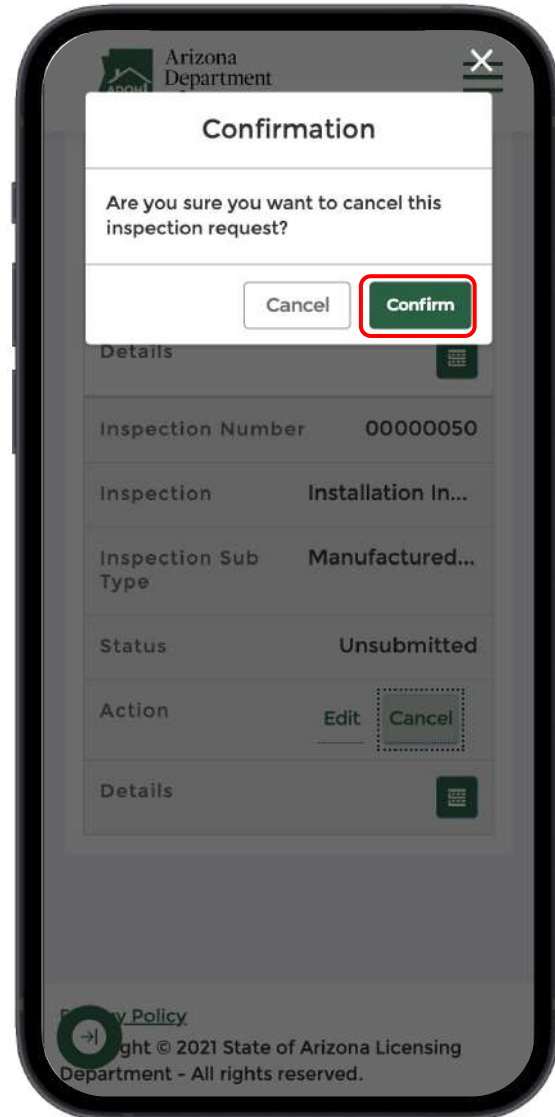 Arizona
Department
ADOH
Confirmation
Are you sure you want to cancel this
inspection request?
Cancel Confirm
Details
Inspection Number 00000050
Inspection Installation In...
Inspection Sub Manufactured...
Type
Status Unsubmitted
Action Edit Cancel
Details
Policy
© 2021 State of Arizona Licensing
Department - All rights reserved.